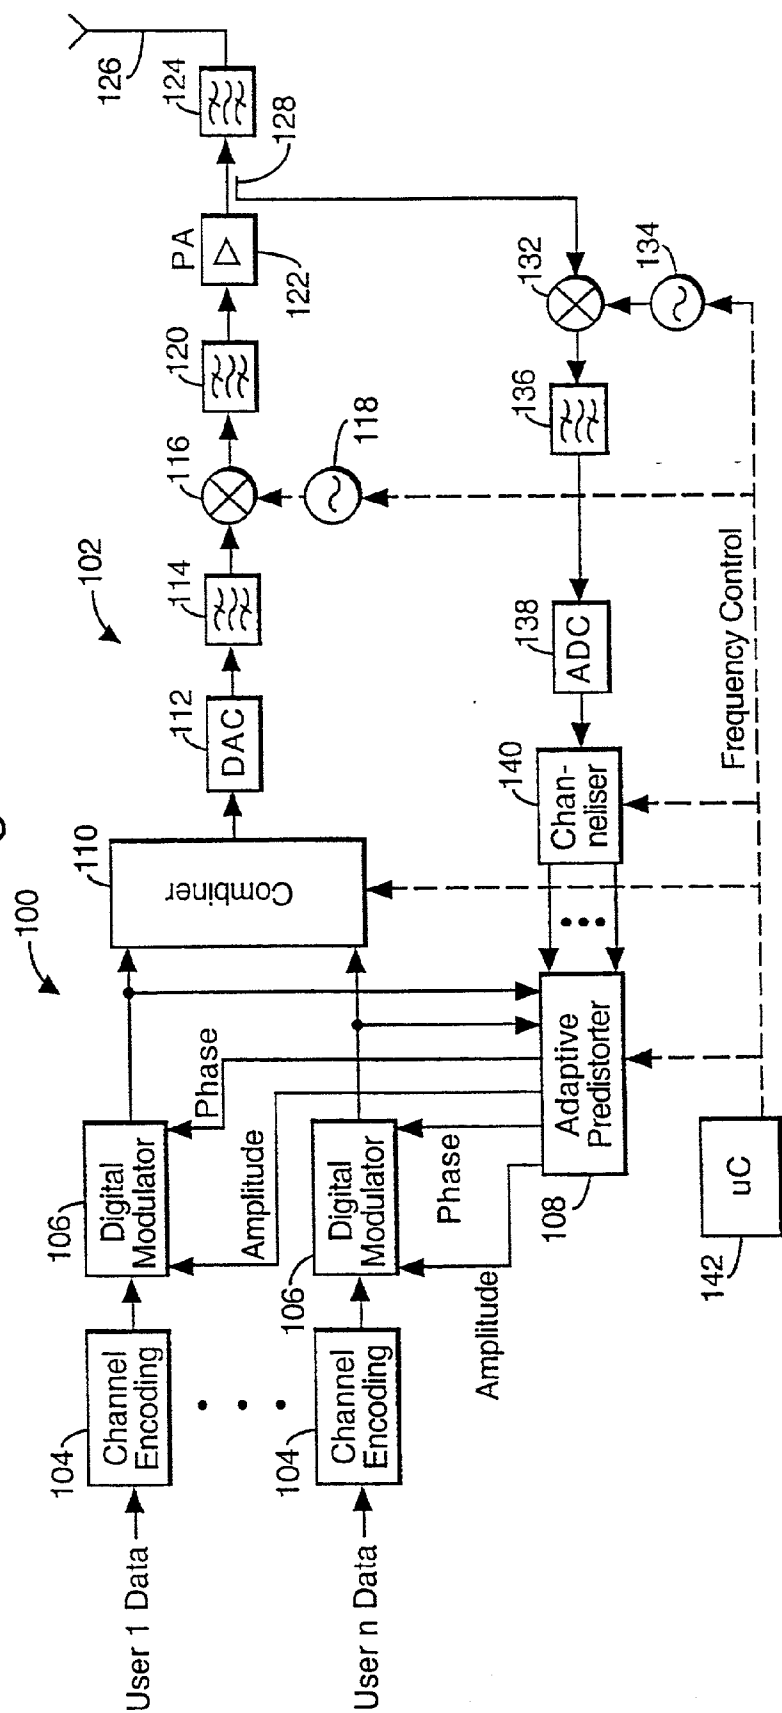 100
102
User 1 Data
104
Channel
Encoding
106
Digital
Modulator
Phase
Amplitude
110
Combiner
112
DAC
114
116
118
120
PA
122
124
126
128
User n Data
104
Channel
Encoding
106
Digital
Modulator
Phase
Amplitude
108
Adaptive
Predistorter
140
Chan-
neliser
138
ADC
136
132
134
142
uC
Frequency Control